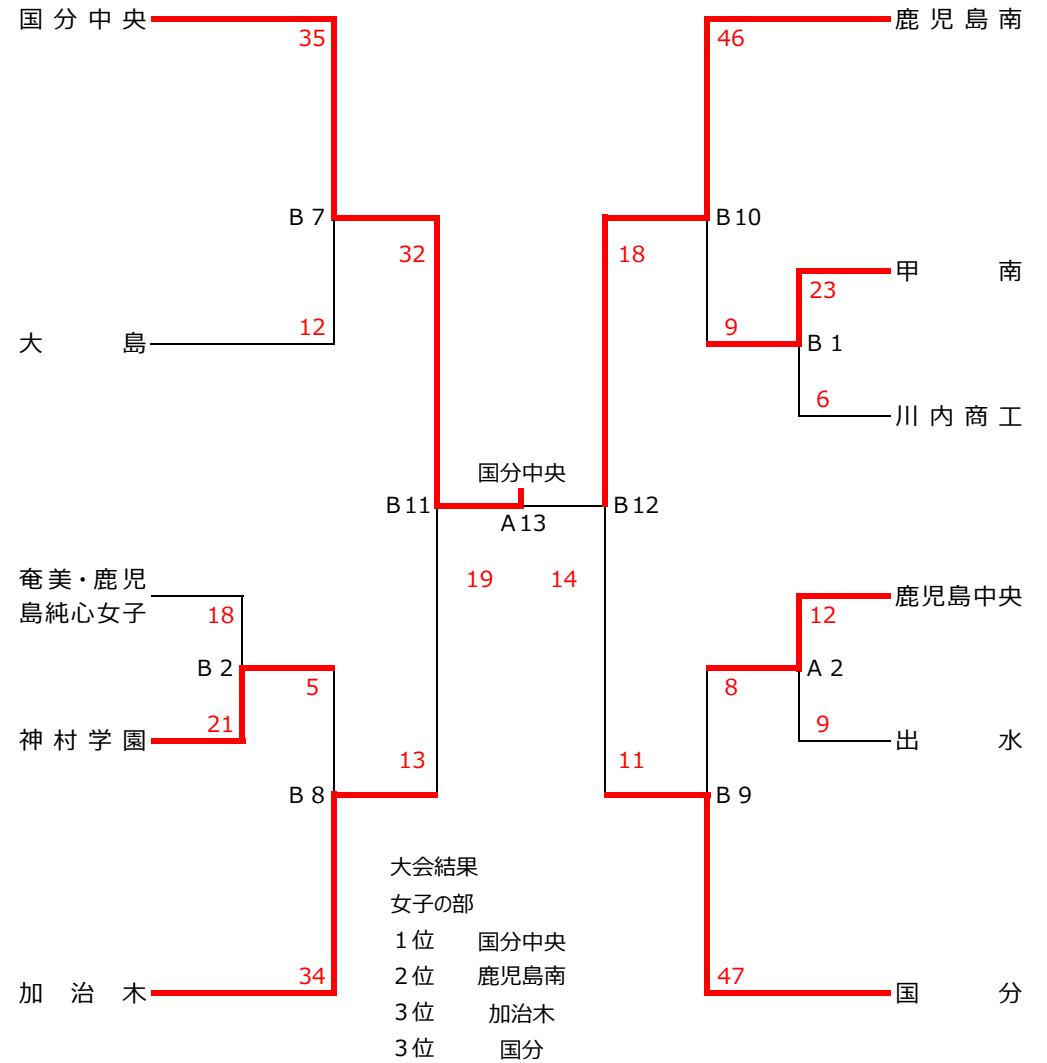 国分中央
鹿児島南
35
46
B 7
B10
32
18
甲南
23
12
9
大島
B 1
6
川内商工
国分中央
B11
B12
A13
奄美・鹿児
島純心女子
19
14
鹿児島中央
18
12
B 2
A 2
5
8
21
9
神村学園
出水
13
11
B 8
B 9
大会結果
女子の部
1位 国分中央
2位 鹿児島南
34
47
加治木
国分
3位 加治木
3位 国分